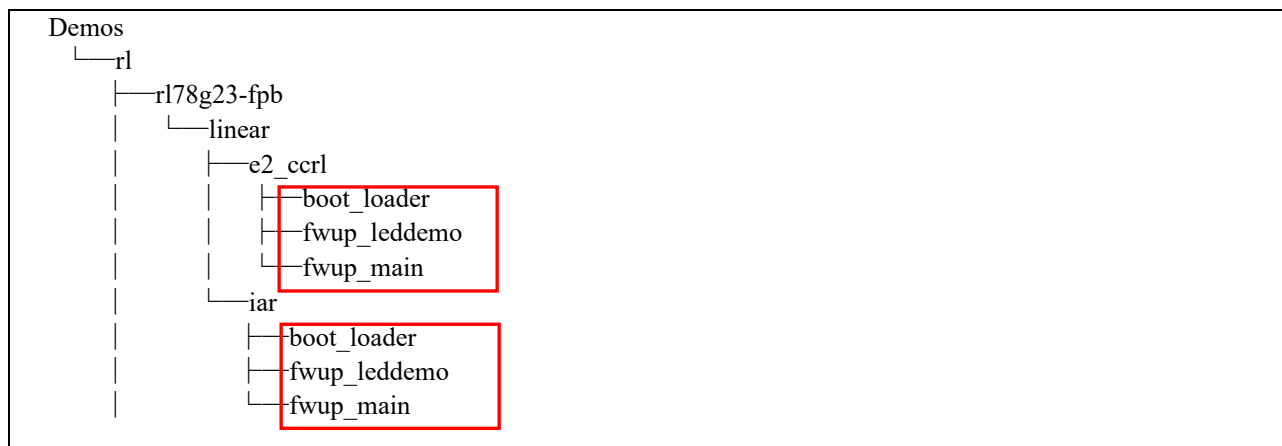 Demos
└──rl
├──rl78g23-fpb
│ └──linear
│ ├──e2_ccrl
│ │ ├──boot_loader
│ │ ├──fwup_leddemo
│ │ └──fwup_main
│ └──iar
│ ├──boot_loader
│ ├──fwup_leddemo
│ └──fwup_main